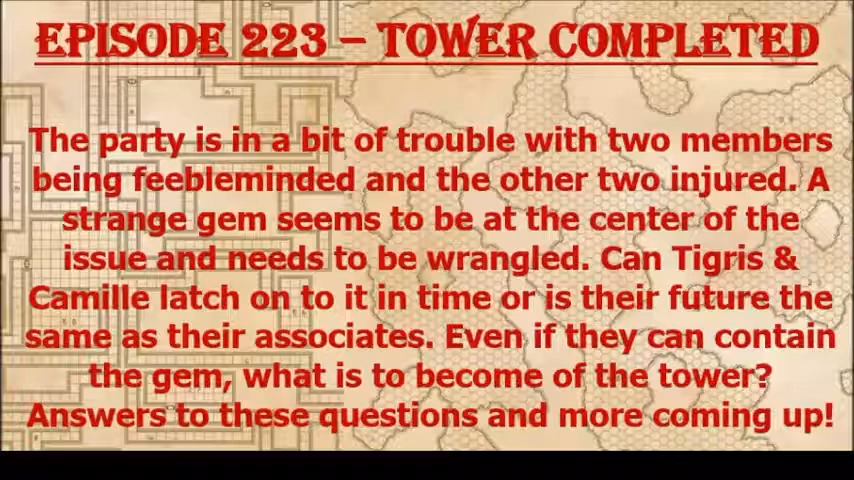 EPISODE 223 – TOWER COMPLETED
The party is in a bit of trouble with two members
being feebleminded and the other two injured. A
strange gem seems to be at the center of the
issue and needs to be wrangled. Can Tigris &
Camille latch on to it in time or is their future the
same as their associates. Even if they can contain
the gem, what is to become of the tower?
Answers to these questions and more coming up!